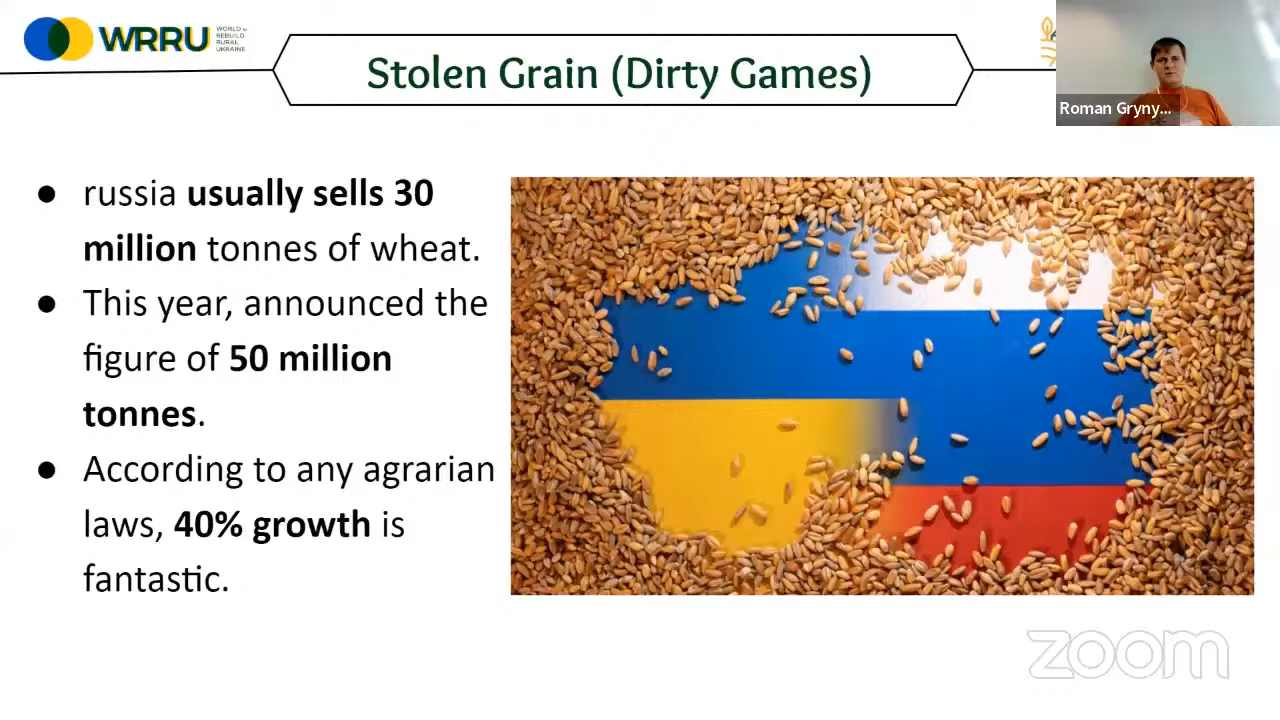 WRRU
WORLD to
REBUILD
RURAL
UKRAINE
Stolen Grain (Dirty Games)
Roman Gryny...
● russia usually sells 30
million tonnes of wheat.
● This year, announced the
figure of 50 million
tonnes.
● According to any agrarian
laws, 40% growth is
fantastic.
zoom